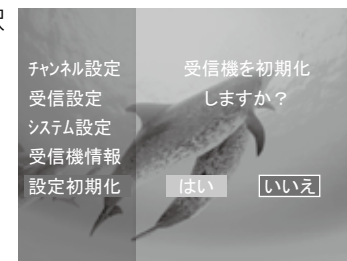 チャンネル設定
受信設定
システム設定
受信機情報
設定初期化
受信機を初期化
しますか？
はい
いいえ